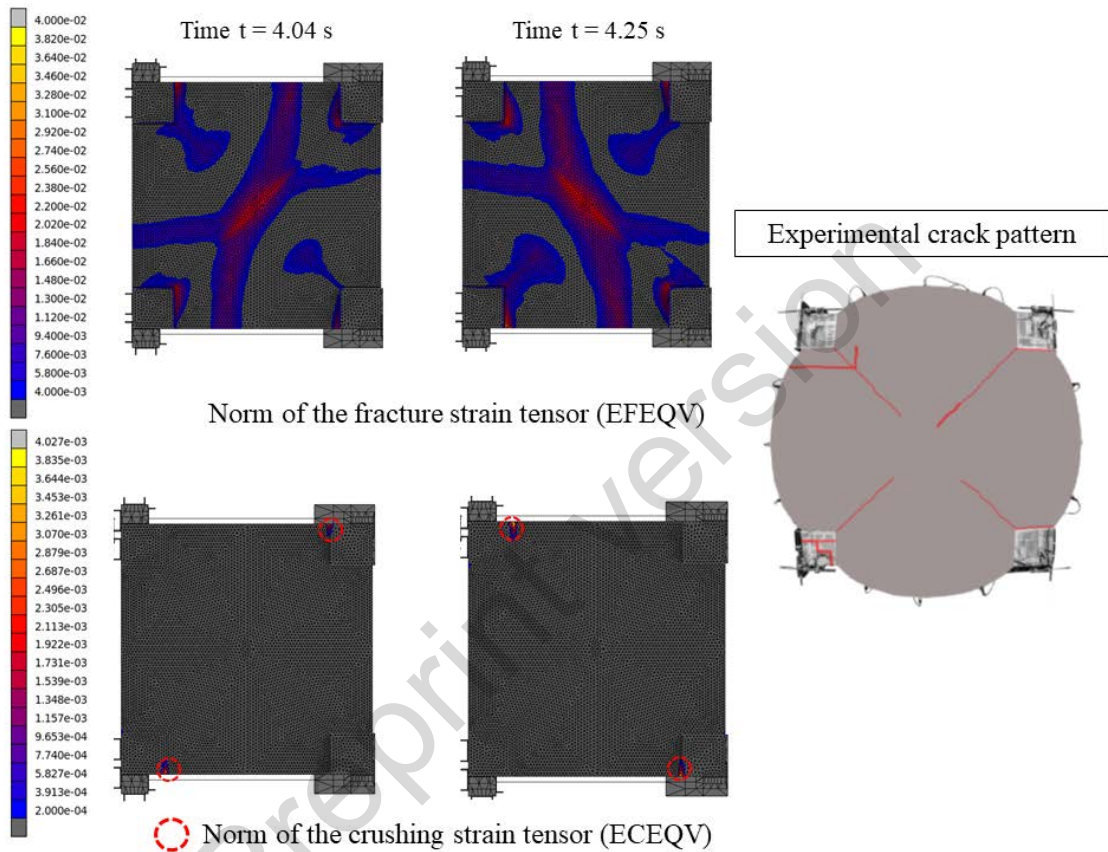 Time t = 4.04 s
Time t = 4.25 s
4.000e-02
3.820e-02
3.640e-02
3.460e-02
3.280e-02
3.100e-02
2.920e-02
2.740e-02
2.560e-02
2.380e-02
2.200e-02
2.020e-02
1.840e-02
1.660e-02
1.480e-02
1.300e-02
1.120e-02
9.400e-03
7.600e-03
5.800e-03
4.000e-03
Norm of the fracture strain tensor (EFEQV)
Experimental crack pattern
4.027e-03
3.835e-03
3.644e-03
3.453e-03
3.261e-03
3.070e-03
2.879e-03
2.687e-03
2.496e-03
2.305e-03
2.113e-03
1.922e-03
1.731e-03
1.539e-03
1.348e-03
1.157e-03
9.653e-04
7.740e-04
5.827e-04
3.913e-04
2.000e-04
Norm of the crushing strain tensor (ECEQV)
Preprint version